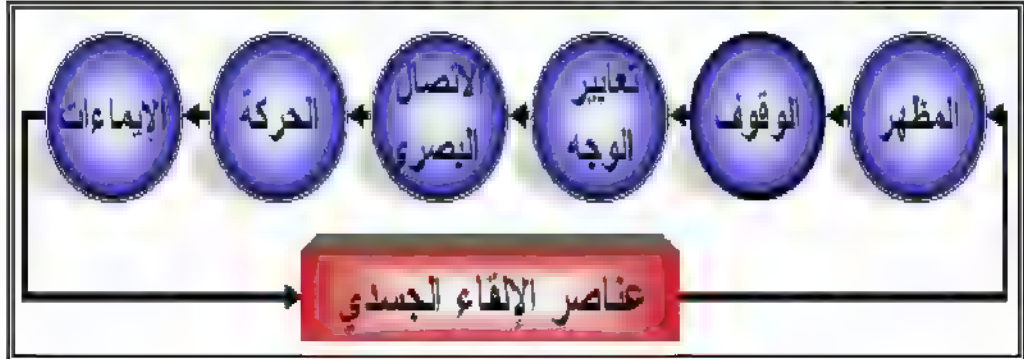 المظهر
الوقوف
تعابير
الوجه
الاتصال
البصري
الحركة
الإيماءات
عناصر الإلقاء الجسدي